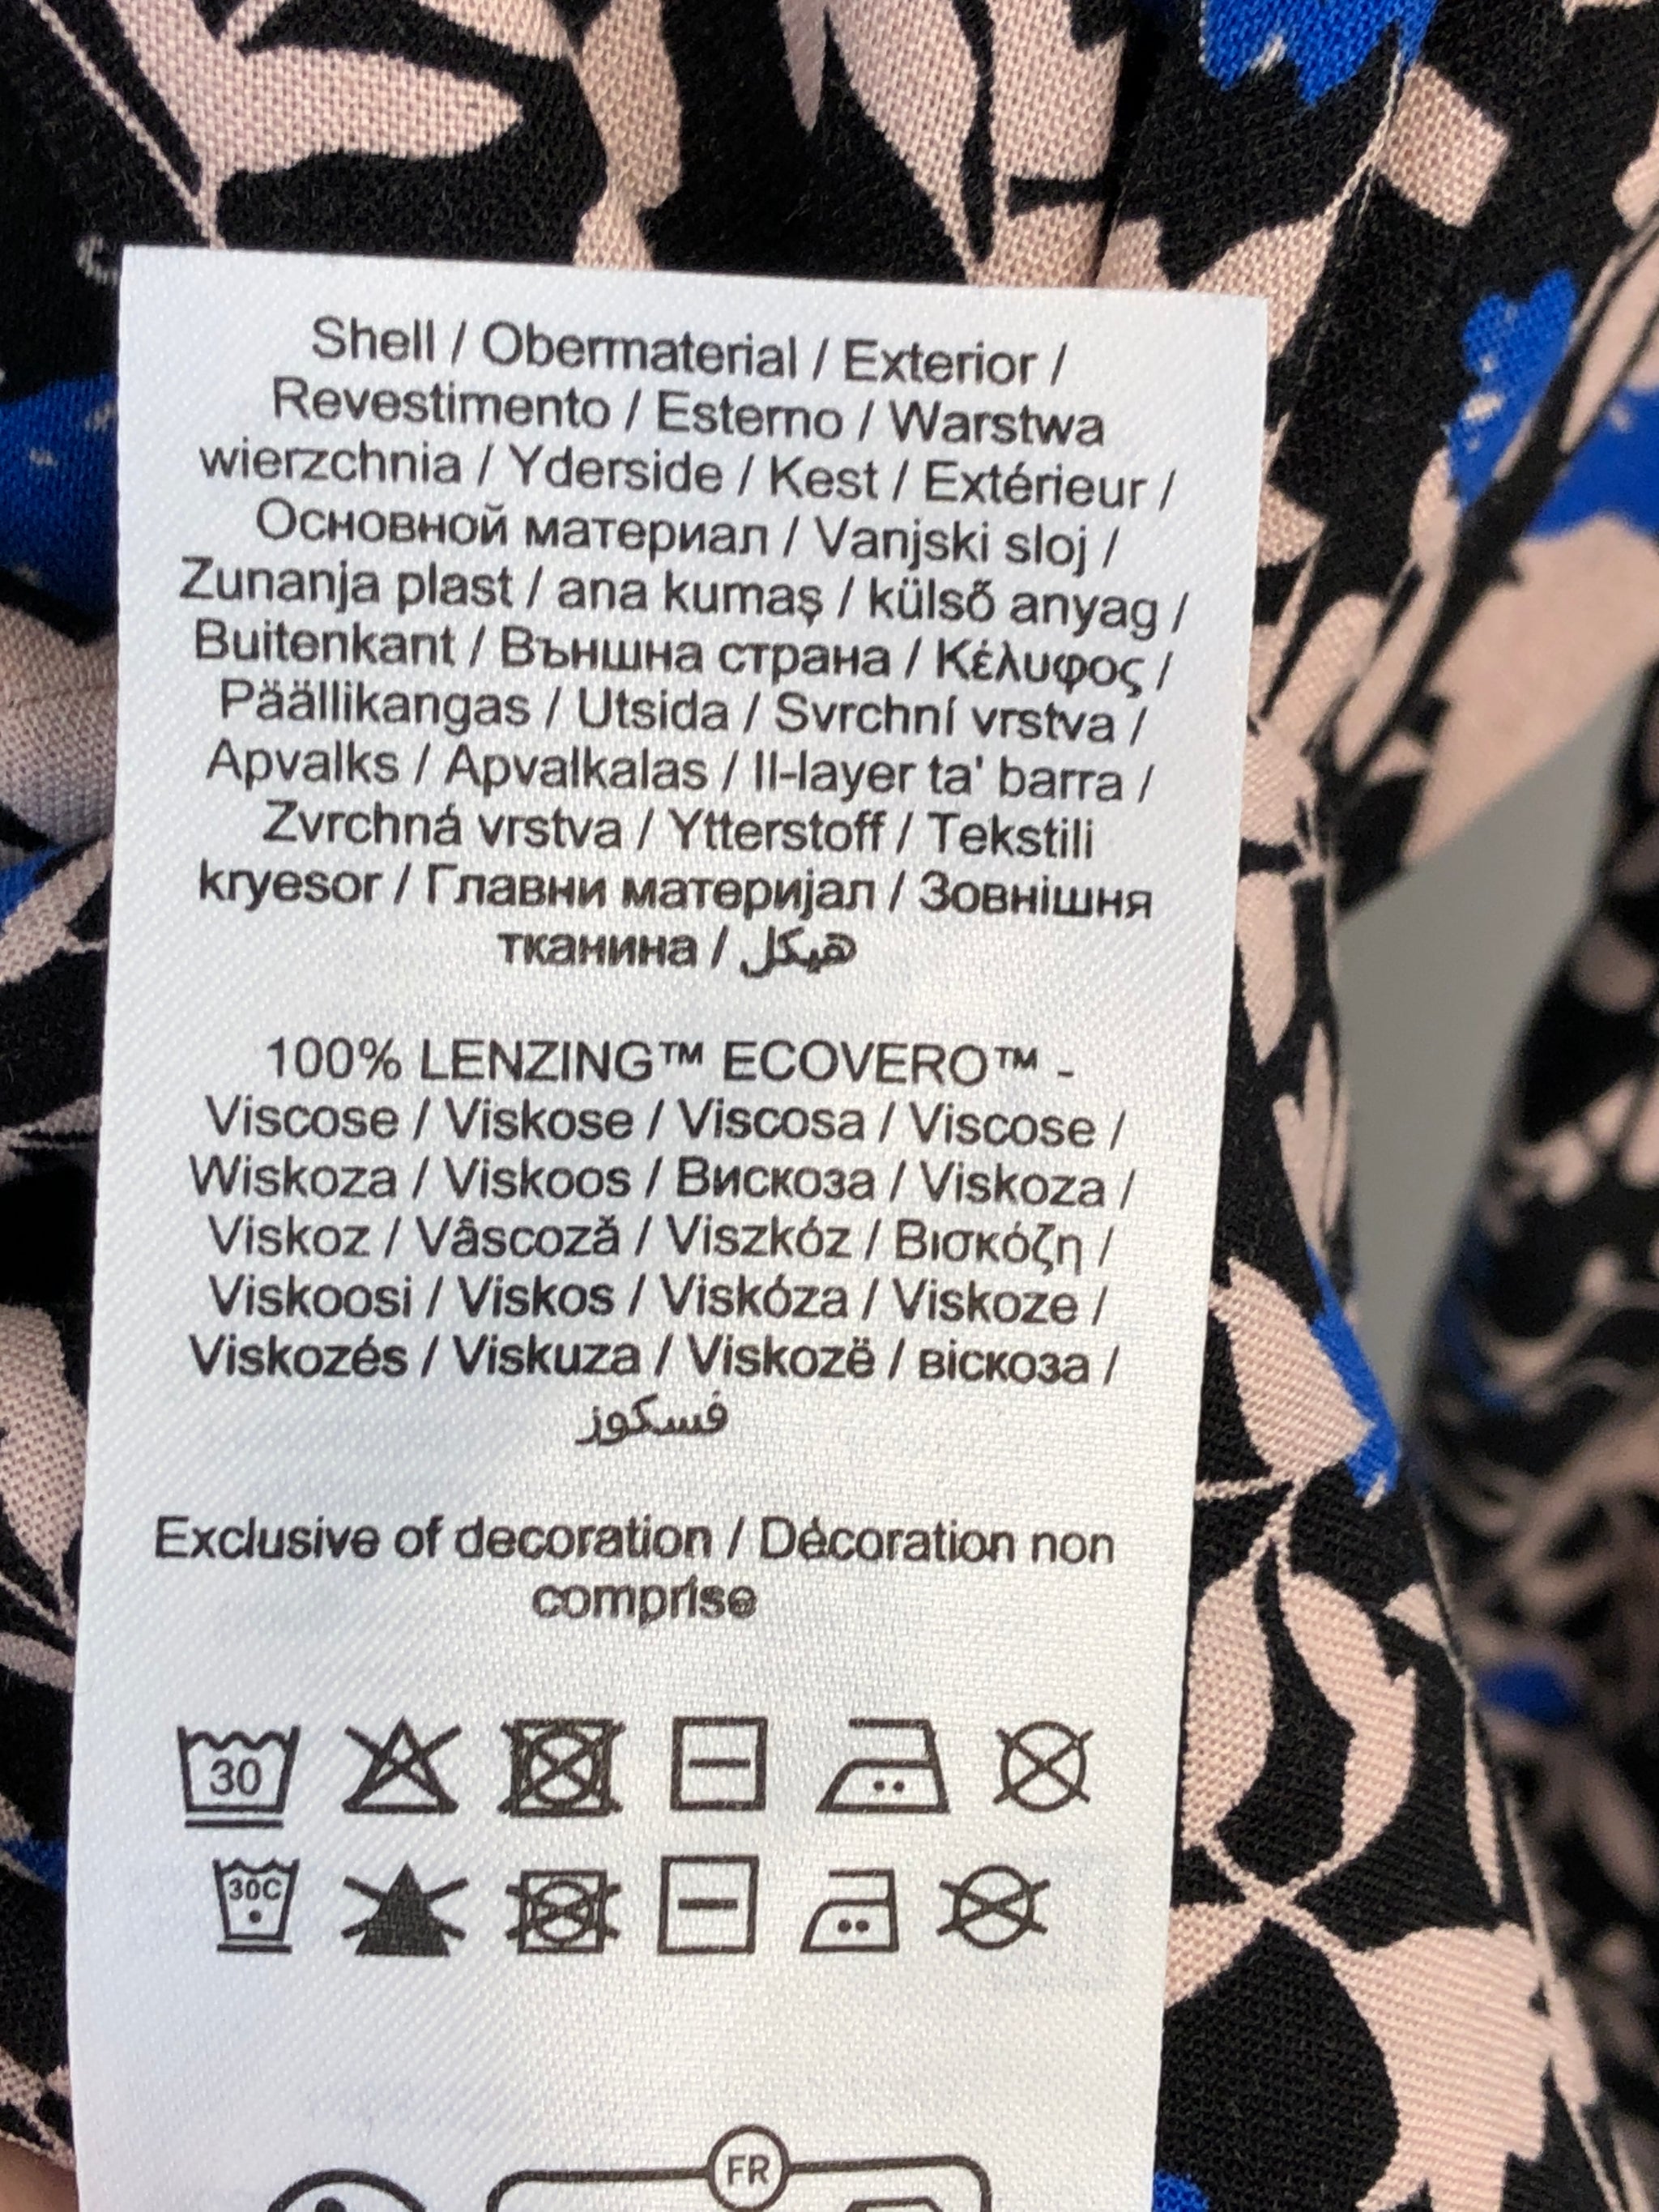 Shell / Obermaterial / Exterior /
Revestimento / Esterno / Warstwa
wierzchnia / Yderside / Kest / Extérieur /
Основной материал / Vanjski sloj /
Zunanja plast / ana kumaş / külső anyag /
Buitenkant / Външна страна / Κέλυφος /
Päällikangas / Utsida / Svrchní vrstva /
Apvalks / Apvalkalas / Il-layer ta' barra /
Zvrchná vrstva / Ytterstoff / Tekstili
kryesor / Главни материјал / Зовнішня
тканина / هيكل
100% LENZING™ ECOVERO™ -
Viscose / Viskose / Viscosa / Viscose /
Wiskoza / Viskoos / Вискоза / Viskoza /
Viskoz / Vâscoză / Viszkóz / Βισκόζη /
Viskoosi / Viskos / Viskóza / Viskoze /
Viskozés / Viskuza / Viskozë / віскоза /
فسكوز
Exclusive of decoration / Décoration non
comprise
30
30C
FR